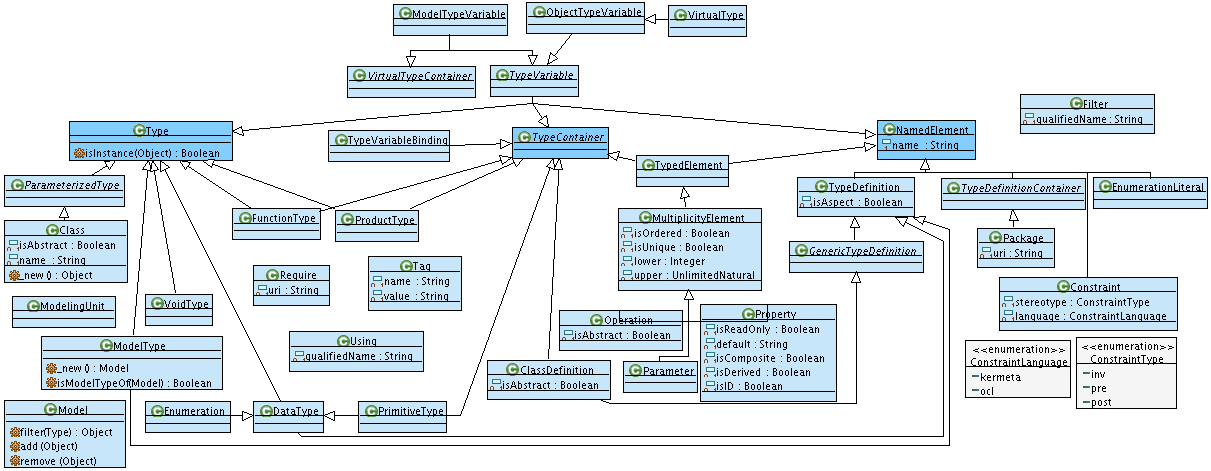 ModelTypeVariable
ObjectTypeVariable
VirtualType
VirtualTypeContainer
TypeVariable
Filter
qualifiedName : String
Type
isInstance(Object) : Boolean
TypeVariableBinding
TypeContainer
NamedElement
name : String
TypedElement
ParameterizedType
TypeDefinition
isAspect : Boolean
TypeDefinitionContainer
EnumerationLiteral
Class
isAbstract : Boolean
name : String
_new () : Object
FunctionType
ProductType
MultiplicityElement
isOrdered : Boolean
isUnique : Boolean
lower : Integer
upper : UnlimitedNatural
GenericTypeDefinition
Package
uri : String
Require
uri : String
Tag
name : String
value : String
Constraint
stereotype : ConstraintType
language : ConstraintLanguage
ModelingUnit
VoidType
Operation
isAbstract : Boolean
Property
isReadOnly : Boolean
default : String
isComposite : Boolean
isDerived : Boolean
isID : Boolean
Using
qualifiedName : String
ModelType
_new () : Model
isModelTypeOf(Model) : Boolean
ClassDefinition
isAbstract : Boolean
Parameter
<<enumeration>>
ConstraintLanguage
kermeta
ocl
<<enumeration>>
ConstraintType
inv
pre
post
Model
filter(Type) : Object
add (Object)
remove (Object)
Enumeration
DataType
PrimitiveType